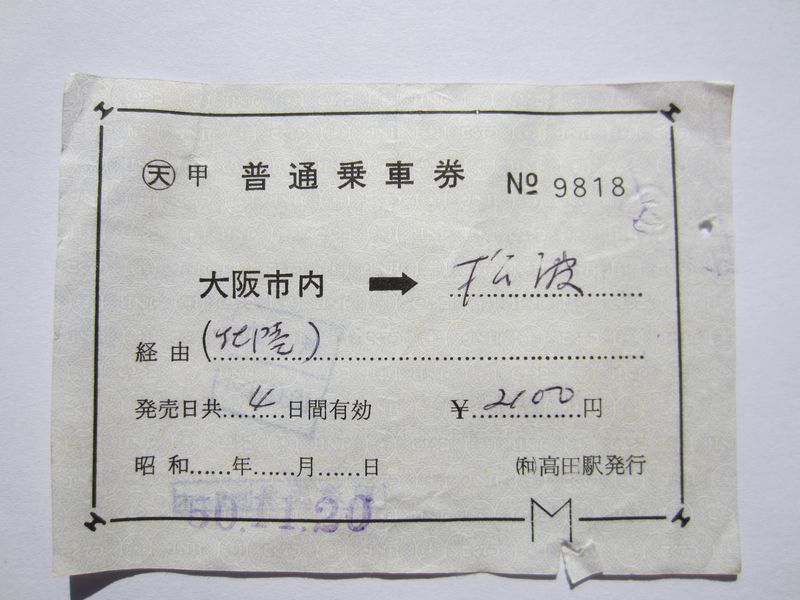 ㊝甲 普通乗車券 № 9818
大阪市内 ➡ 松波
経由 (北陸)
発売日共 4 日間有効 ¥ 2100 円
昭和......年......月......日 ㈲高田駅発行
50.11.20